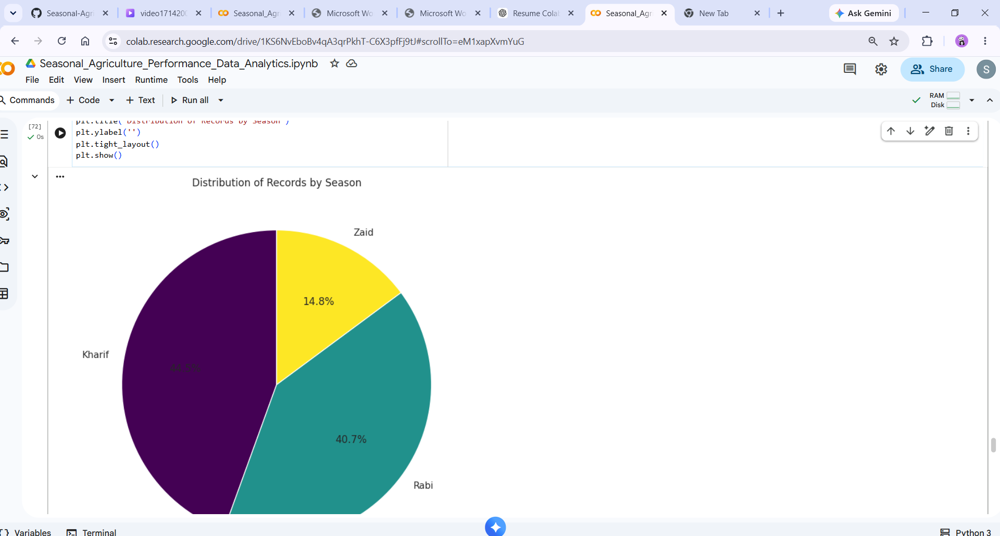 Seasonal-Agri
video1714200
Seasonal_Agr
Microsoft Wo
Microsoft Wo
Resume Colab
Seasonal_Agr
New Tab
Ask Gemini
colab.research.google.com/drive/1KS6NvEboBv4qA3qrPkhT-C6X3pfFj9tJ#scrollTo=eM1xapXvmYuG
Seasonal_Agriculture_Performance_Data_Analytics.ipynb
Share
S
File Edit View Insert Runtime Tools Help
Commands + Code + Text Run all
RAM
Disk
[72]
0s
plt.title('Distribution of Records by Season')
plt.ylabel('')
plt.tight_layout()
plt.show()
Distribution of Records by Season
Zaid
14.8%
Kharif
44.5%
40.7%
Rabi
Variables Terminal Python 3